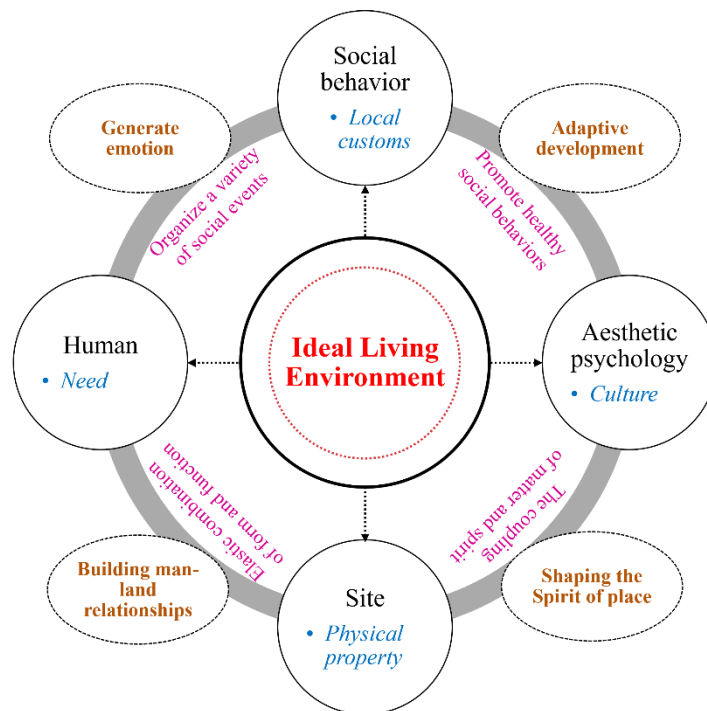 Social
behavior
• Local
customs
Generate
emotion
Adaptive
development
Organize a variety
of social events
Promote healthy
social behaviors
Human
• Need
Ideal Living
Environment
Aesthetic
psychology
• Culture
Elastic combination
of form and function
The coupling
of matter and spirit
Building man-
land
relationships
Site
• Physical
property
Shaping the
Spirit of place